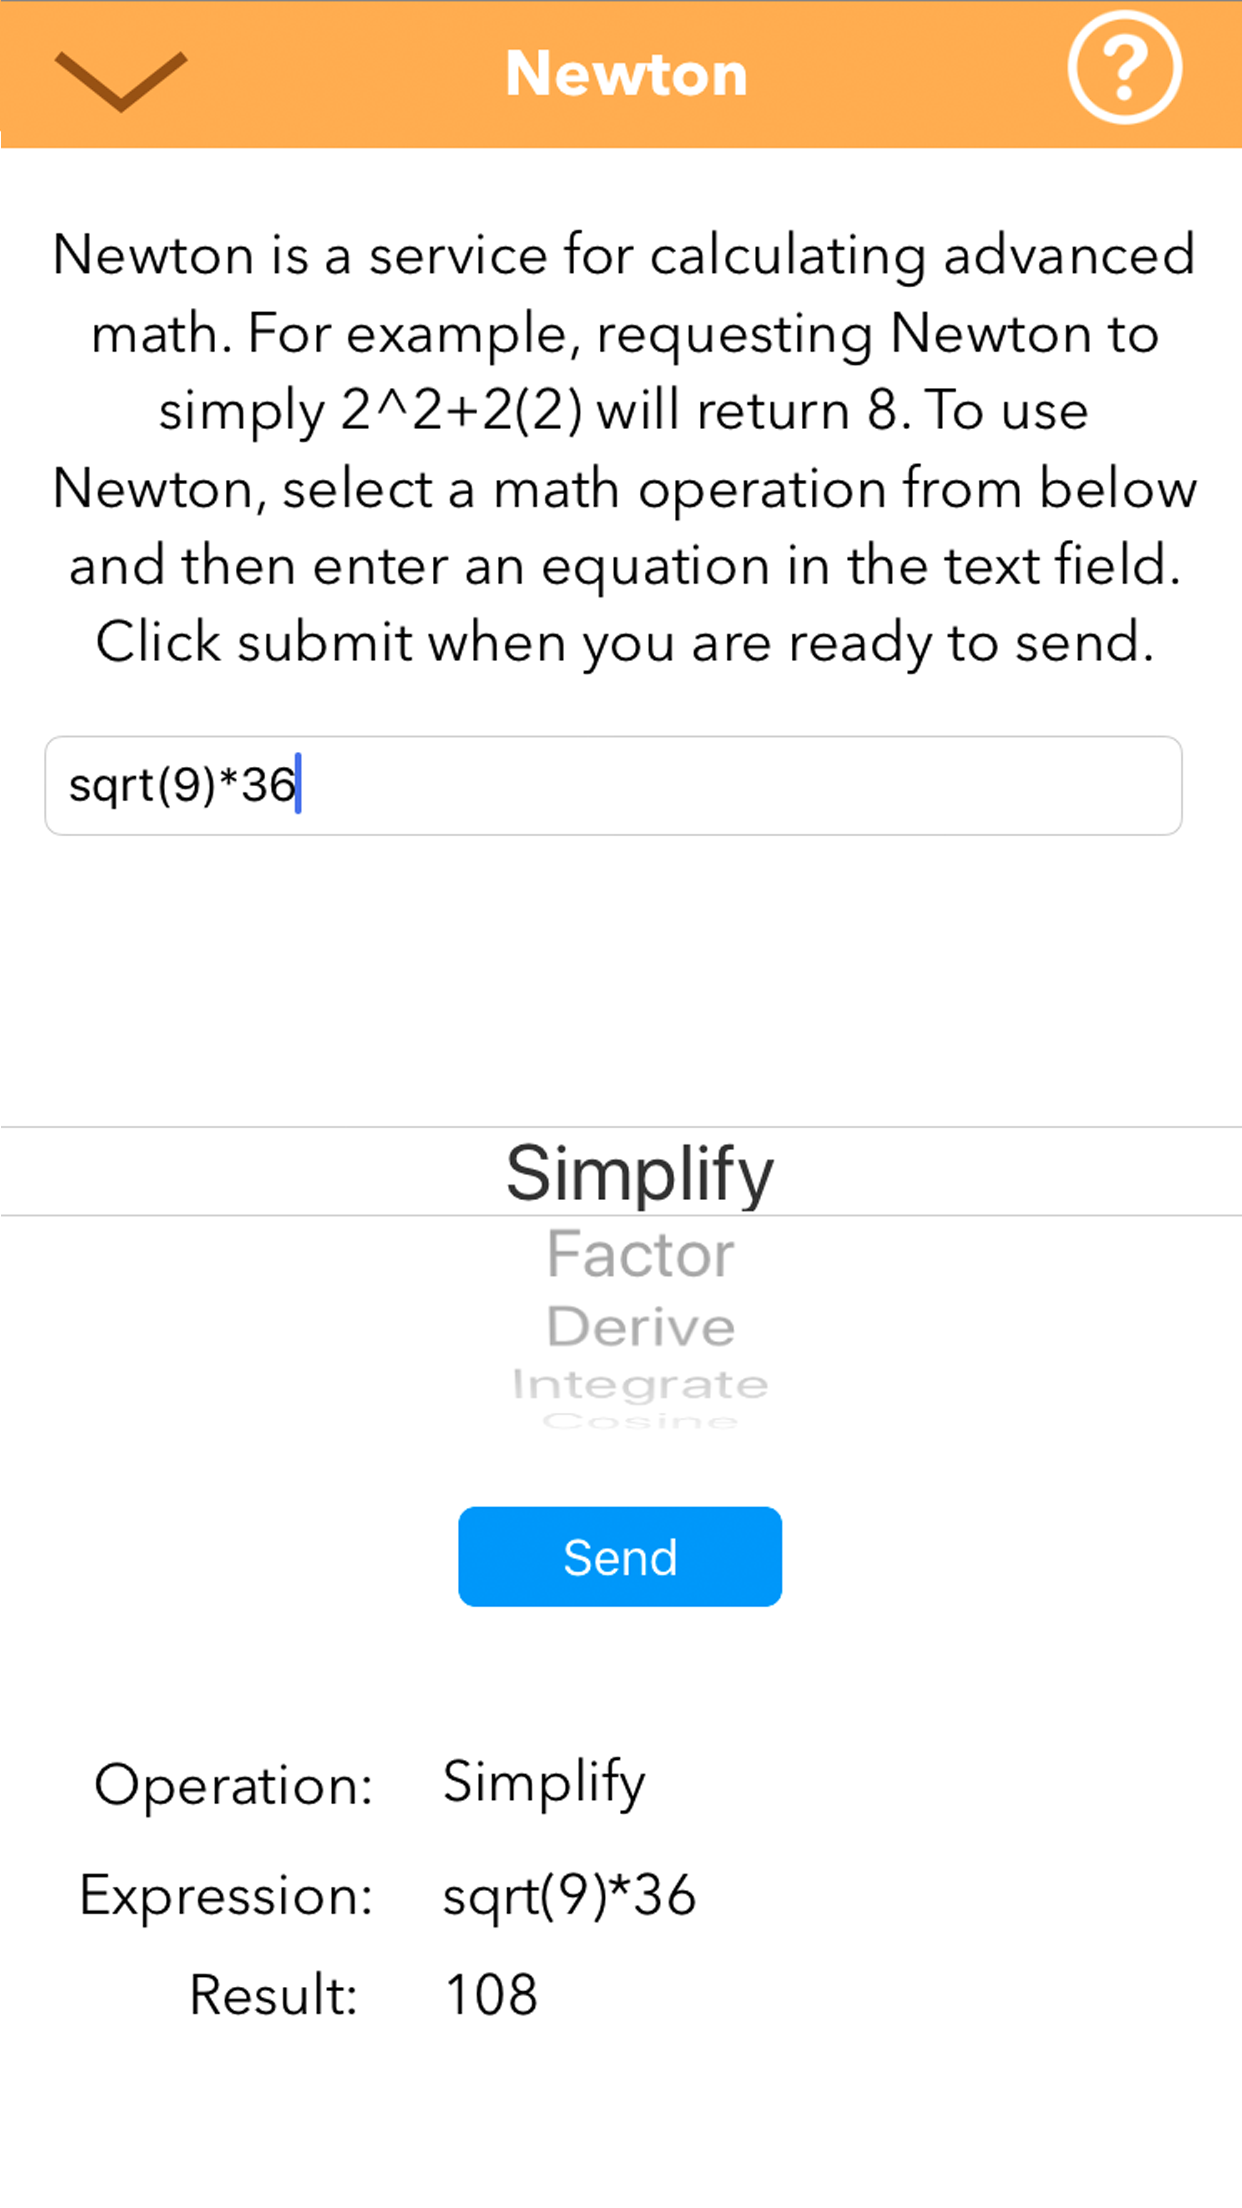 Newton
?
Newton is a service for calculating advanced
math. For example, requesting Newton to
simply 2^2+2(2) will return 8. To use
Newton, select a math operation from below
and then enter an equation in the text field.
Click submit when you are ready to send.
sqrt(9)*36
Simplify
Factor
Derive
Integrate
Cosine
Send
Operation: Simplify
Expression: sqrt(9)*36
Result: 108